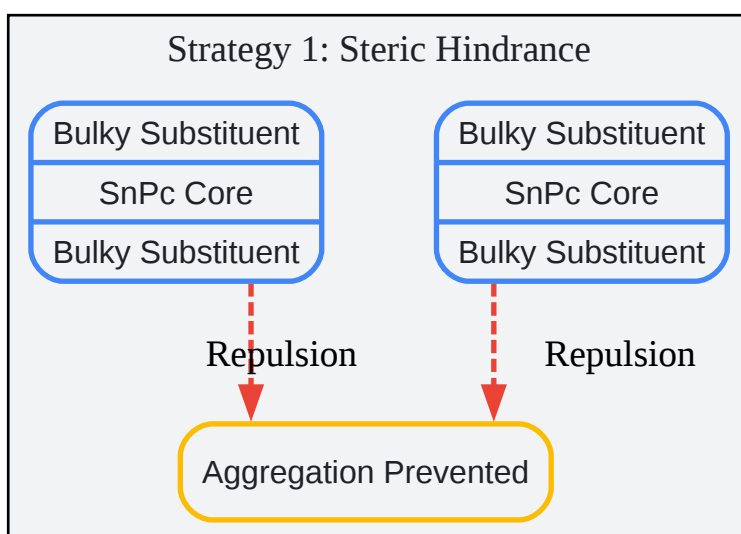 Strategy 1: Steric Hindrance
Bulky Substituent
SnPc Core
Bulky Substituent
Bulky Substituent
SnPc Core
Bulky Substituent
Repulsion
Repulsion
Aggregation Prevented